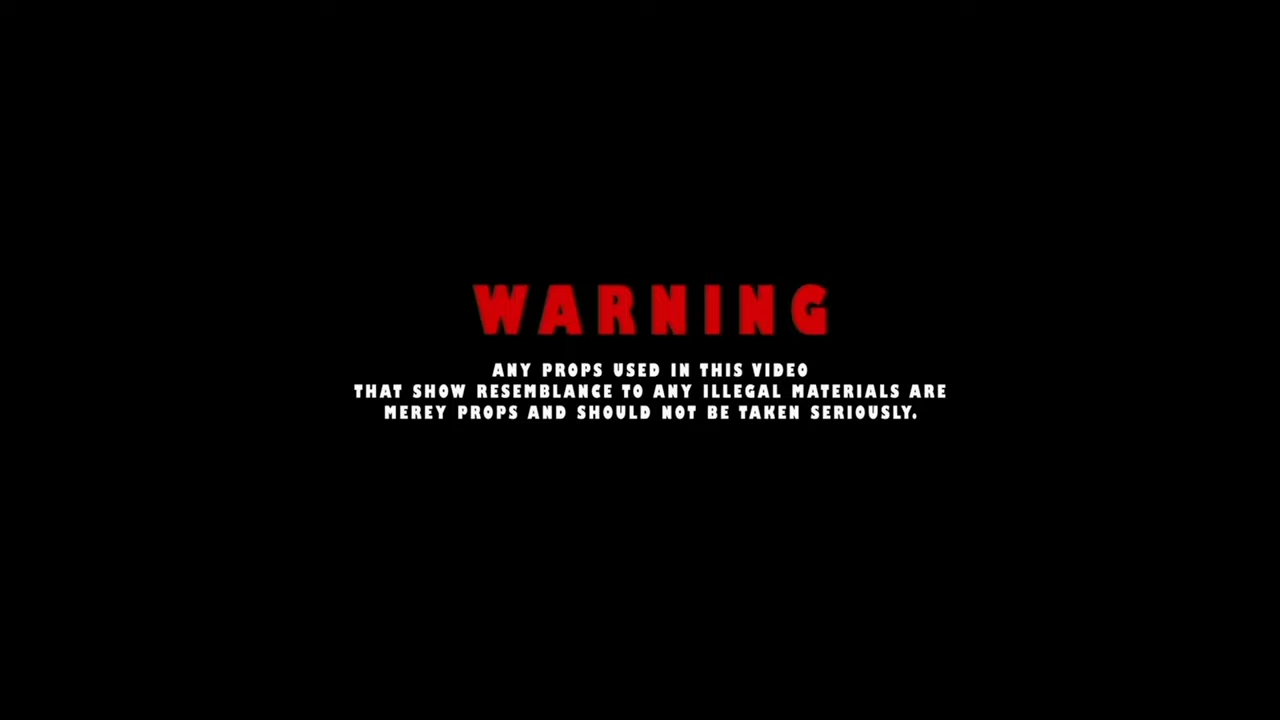 WARNING
ANY PROPS USED IN THIS VIDEO
THAT SHOW RESEMBLANCE TO ANY ILLEGAL MATERIALS ARE
MEREY PROPS AND SHOULD NOT BE TAKEN SERIOUSLY.